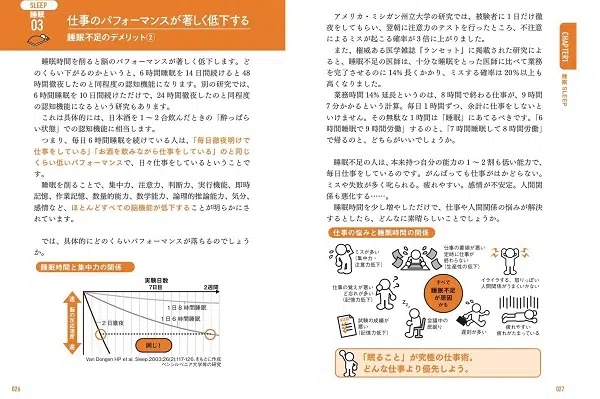 SLEEP
睡眠
03
仕事のパフォーマンスが著しく低下する
睡眠不足のデメリット②
睡眠時間を削ると脳のパフォーマンスが著しく低下します。ど
のくらい下がるのかというと、6時間睡眠を14日間続けると48
時間徹夜したのと同程度の認知機能になります。別の研究では、
6時間睡眠を10日間続けただけで、24時間徹夜したのと同程度
の認知機能になるという研究もあります。
これは具体的には、日本酒を1〜2合飲んだときの「酔っぱら
い状態」での認知機能に相当します。
つまり、毎日6時間睡眠を続けている人は、「毎日徹夜明けで
仕事をしている」「お酒を飲みながら仕事をしている」のと同じ
くらい低いパフォーマンスで、日々仕事をしているということで
す。
睡眠を削ることで、集中力、注意力、判断力、実行機能、即時
記憶、作業記憶、数量的能力、数学能力、論理的推論能力、気分、
感情など、ほとんどすべての脳機能が低下することが明らかにさ
れています。
では、具体的にどのくらいパフォーマンスが落ちるのでしょう
か。
睡眠時間と集中力の関係
実験日数
7日目
2週間
速
脳の反応速度
遅
1日8時間睡眠
1日6時間睡眠
~2日徹夜
同じ!
Van Dongen HP et al. Sleep.2003;26(2):117-126.をもとに作成
ペンシルベニア大学等の研究
026
アメリカ・ミシガン州立大学の研究では、被験者に1日だけ徹
夜をしてもらい、翌朝に注意力のテストを行ったところ、不注意
によるミスが起こる確率が3倍に上がりました。
また、権威ある医学雑誌『ランセット』に掲載された研究によ
ると、睡眠不足の医師は、十分な睡眠をとった医師に比べて業務
を完了させるのに14%長くかかり、ミスする確率は20%以上も
高くなりました。
業務時間14%延長というのは、8時間で終わる仕事が、9時間
7分かかるという計算。毎日1時間ずつ、余計に仕事をしないと
いけません。その無駄な1時間は「睡眠」にあてるべきです。「6
時間睡眠で9時間労働」するのと、「7時間睡眠して8時間労働」
で帰るのと、どちらがいいでしょうか。
睡眠不足の人は、本来持つ自分の能力の1〜2割も低い能力で、
毎日仕事をしているのです。がんばっても仕事がはかどらない。
ミスや失敗が多く叱られる。疲れやすい。感情が不安定。人間関
係も悪化する……。
睡眠時間を少し増やしただけで、仕事や人間関係の悩みが解決
するとしたら、どんなに素晴らしいことでしょうか。
仕事の悩みと睡眠時間の関係
ミスが多い
(集中力・
注意力低下)
仕事の要領が悪い
定時に仕事が
終わらない
(生産性の低下)
仕事の覚えが悪い
ど忘れが多い
(記憶力低下)
すべて
睡眠不足
が原因
かも
イライラする、怒りっぽい
人間関係がうまくいかない
試験の成績が
悪い
(記憶力低下)
会議中の
居眠り
遅刻が多い
疲れやすい
疲れがたまっている
「眠ること」が究極の仕事術。
どんな仕事より優先しよう。
CHAPTER1
睡眠 SLEEP
027